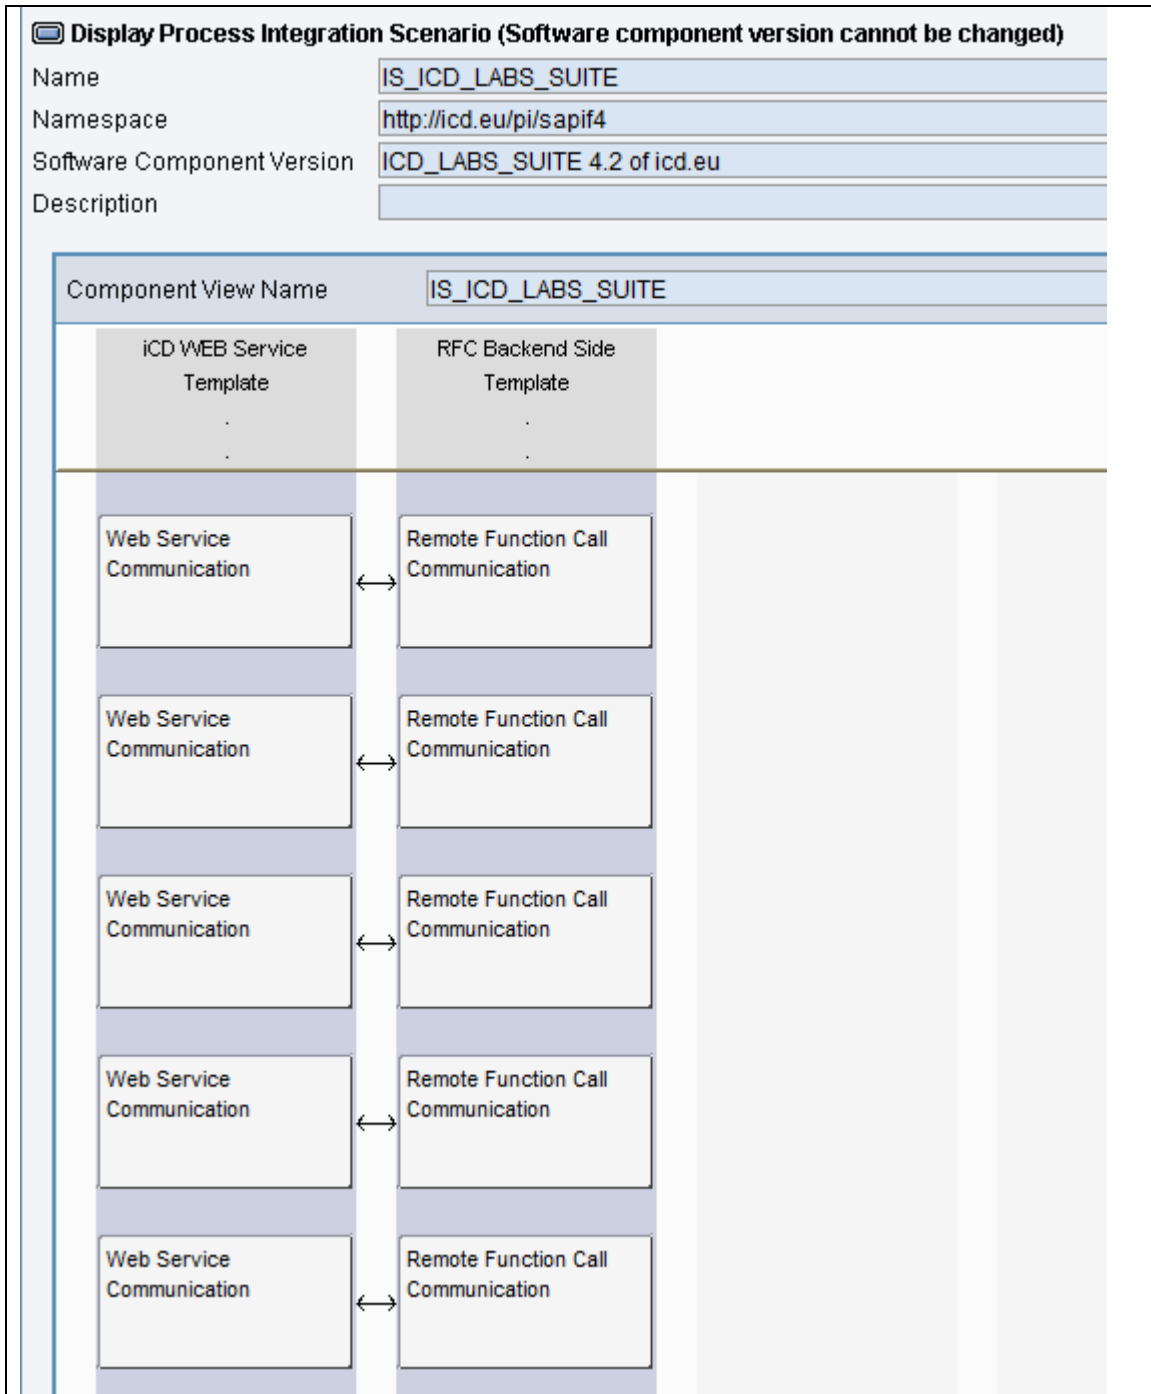 Display Process Integration Scenario (Software component version cannot be changed)
Name IS_ICD_LABS_SUITE
Namespace http://icd.eu/pi/sapif4
Software Component Version ICD_LABS_SUITE 4.2 of icd.eu
Description
Component View Name IS_ICD_LABS_SUITE
iCD WEB Service RFC Backend Side
Template Template
. .
. .
Web Service Remote Function Call
Communication Communication
Web Service Remote Function Call
Communication Communication
Web Service Remote Function Call
Communication Communication
Web Service Remote Function Call
Communication Communication
Web Service Remote Function Call
Communication Communication